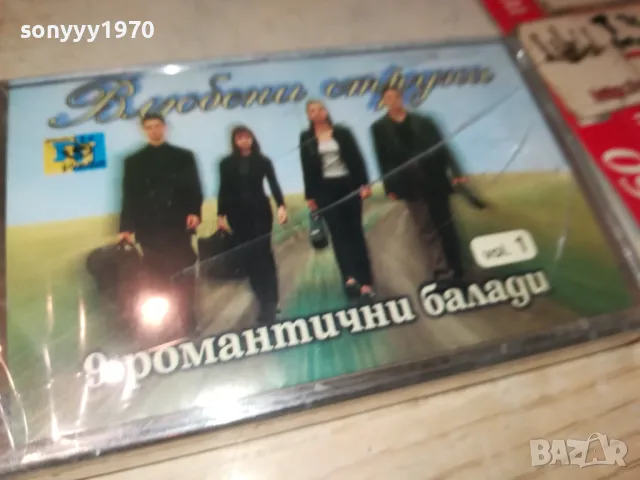 sonyyy1970
Влюбени струни
vol. 1
9 романтични балади
BAZAR